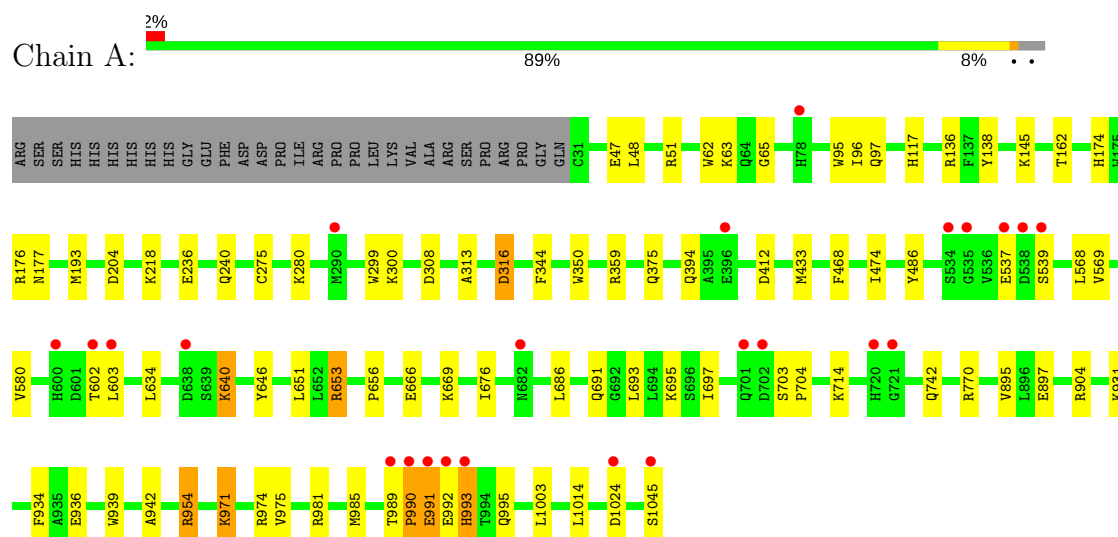 2%
Chain A:
89% 8% • •
ARG SER SER HIS HIS HIS HIS HIS HIS GLY GLU PHE ASP ASP PRO ILE ARG PRO PRO LEU LYS VAL ALA ARG SER PRO ARG PRO GLY GLN C31 E47 L48 R51 W62 K63 Q64 G65 H78 W95 I96 Q97 H117 R136 F137 Y138 K145 T162 H174 W175
R176 N177 M193 D204 K218 E236 Q240 C275 K280 M290 W299 K300 D308 A313 D316 F344 W350 R359 Q375 Q394 A395 E396 D412 M433 F468 I474 Y486 S534 G535 V536 E537 D538 S539 L568 V569
V580 H600 D601 T602 L603 L634 D638 S639 K640 Y646 L651 L652 R653 P656 E666 K669 I676 N682 L686 Q691 G692 L693 L694 K695 S696 I697 Q701 D702 S703 P704 K714 H720 G721 Q742 R770 V895 L896 E897 R904 K931
F934 A935 E936 W939 A942 R954 K971 R974 V975 R981 M985 T989 P990 E991 E992 H993 T994 Q995 L1003 L1014 D1024 S1045